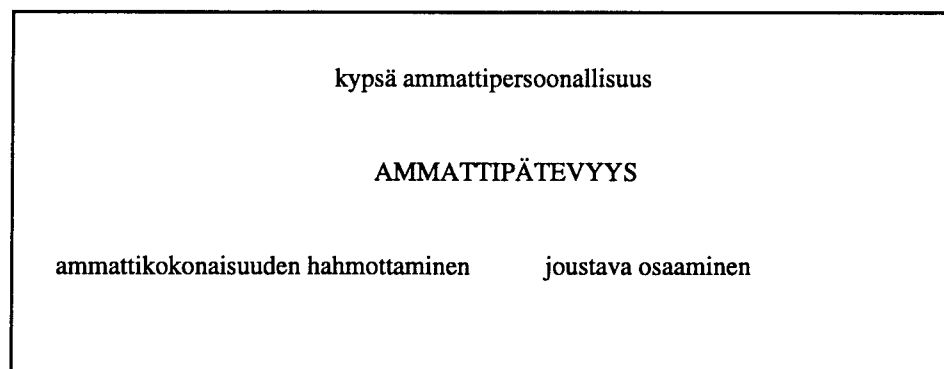 kypsä ammattipersoonallisuus
AMMATTIPÄTEVYYS
ammattikokonaisuuden hahmottaminen joustava osaaminen